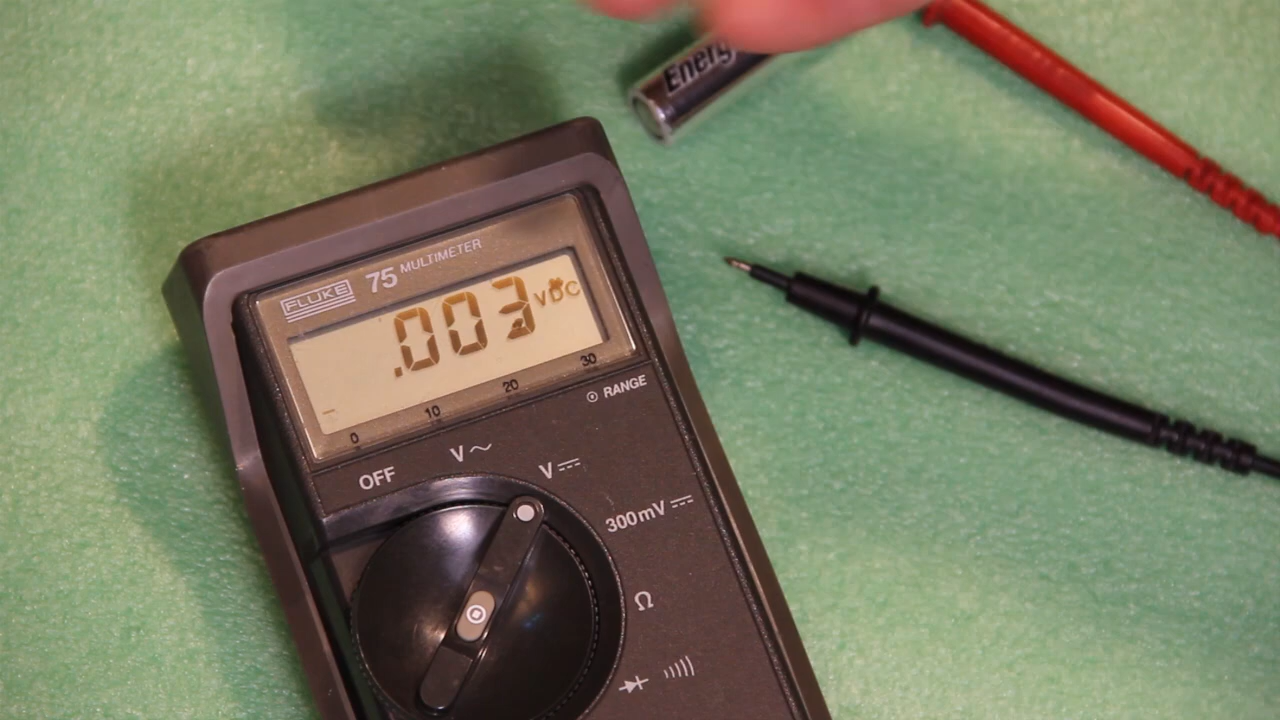 Energ
FLUKE 75 MULTIMETER
.003 VDC
0 10 20 30
RANGE
OFF V~ V⎓
300mV⎓
Ω